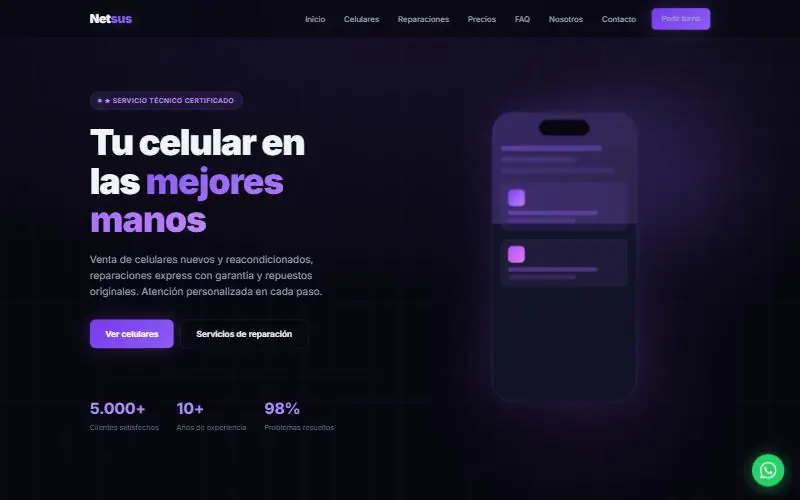 Netsus
Inicio Celulares Reparaciones Precios FAQ Nosotros Contacto Pedir turno
★ SERVICIO TÉCNICO CERTIFICADO
Tu celular en
las mejores
manos
Venta de celulares nuevos y reacondicionados,
reparaciones express con garantía y repuestos
originales. Atención personalizada en cada paso.
Ver celulares Servicios de reparación
5.000+ 10+ 98%
Clientes satisfechos Años de experiencia Problemas resueltos